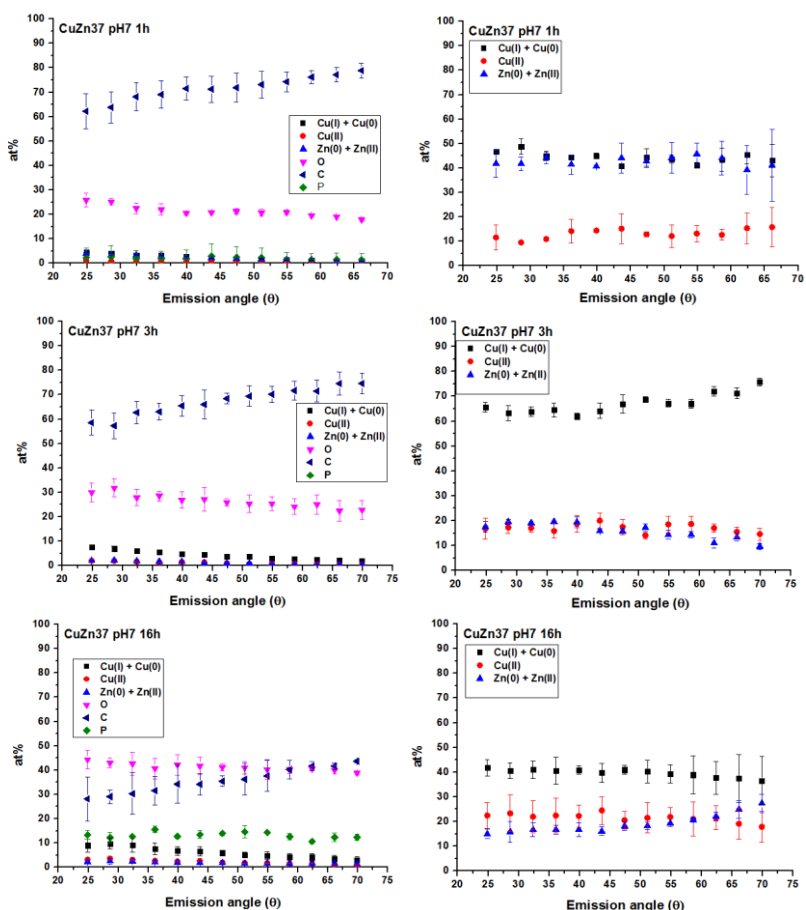 CuZn37 pH7 1h
100
90
80
70
60
50
40
30
20
10
0
at%
Cu(I) + Cu(0)
Cu(II)
Zn(0) + Zn(II)
O
C
P
20 25 30 35 40 45 50 55 60 65 70
Emission angle (θ)
CuZn37 pH7 1h
100
90
80
70
60
50
40
30
20
10
0
at%
Cu(I) + Cu(0)
Cu(II)
Zn(0) + Zn(II)
20 25 30 35 40 45 50 55 60 65 70
Emission angle (θ)
CuZn37 pH7 3h
100
90
80
70
60
50
40
30
20
10
0
at%
Cu(I) + Cu(0)
Cu(II)
Zn(0) + Zn(II)
O
C
P
20 25 30 35 40 45 50 55 60 65 70 75
Emission angle (θ)
CuZn37 pH7 3h
100
90
80
70
60
50
40
30
20
10
0
at%
Cu(I) + Cu(0)
Cu(II)
Zn(0) + Zn(II)
20 25 30 35 40 45 50 55 60 65 70 75
Emission angle (θ)
CuZn37 pH7 16h
100
90
80
70
60
50
40
30
20
10
0
at%
Cu(I) + Cu(0)
Cu(II)
Zn(0) + Zn(II)
O
C
P
20 25 30 35 40 45 50 55 60 65 70 75
Emission angle (θ)
CuZn37 pH7 16h
100
90
80
70
60
50
40
30
20
10
0
at%
Cu(I) + Cu(0)
Cu(II)
Zn(0) + Zn(II)
20 25 30 35 40 45 50 55 60 65 70 75
Emission angle (θ)